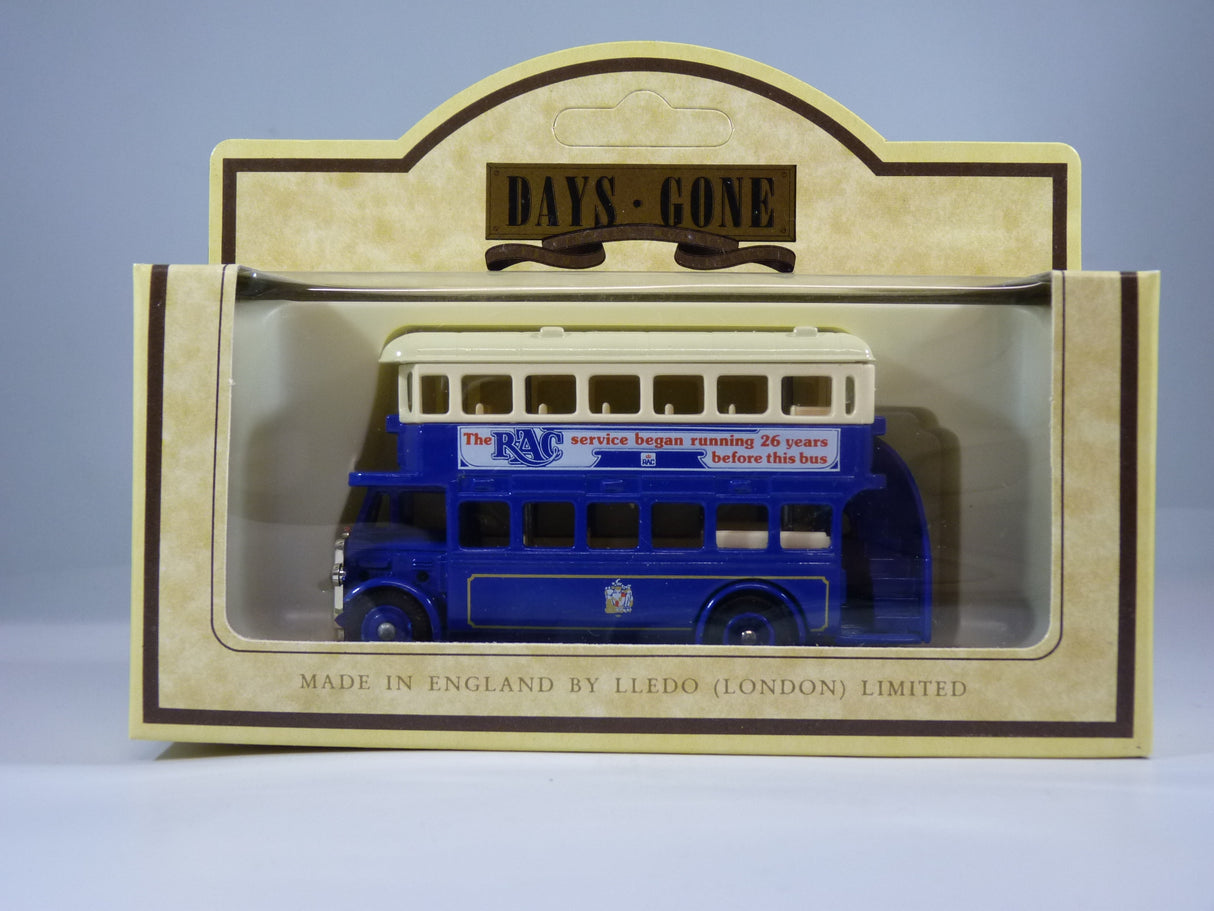 DAYS · GONE
The RAC service began running 26 years
before this bus
RAC
MADE IN ENGLAND BY LLEDO (LONDON) LIMITED